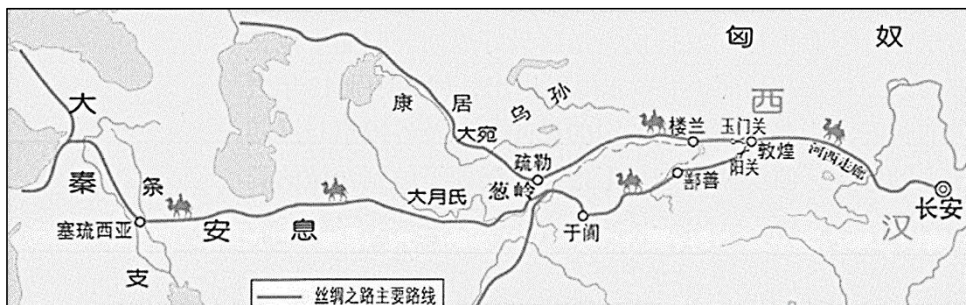 匈 奴
西
大
康 居
乌 孙
楼兰
玉门关
大宛
敦煌
河西走廊
疏勒
阳关
秦
条
大月氏
葱岭
鄯善
长安
塞琉西亚
安 息
于阗
汉
支
丝绸之路主要路线